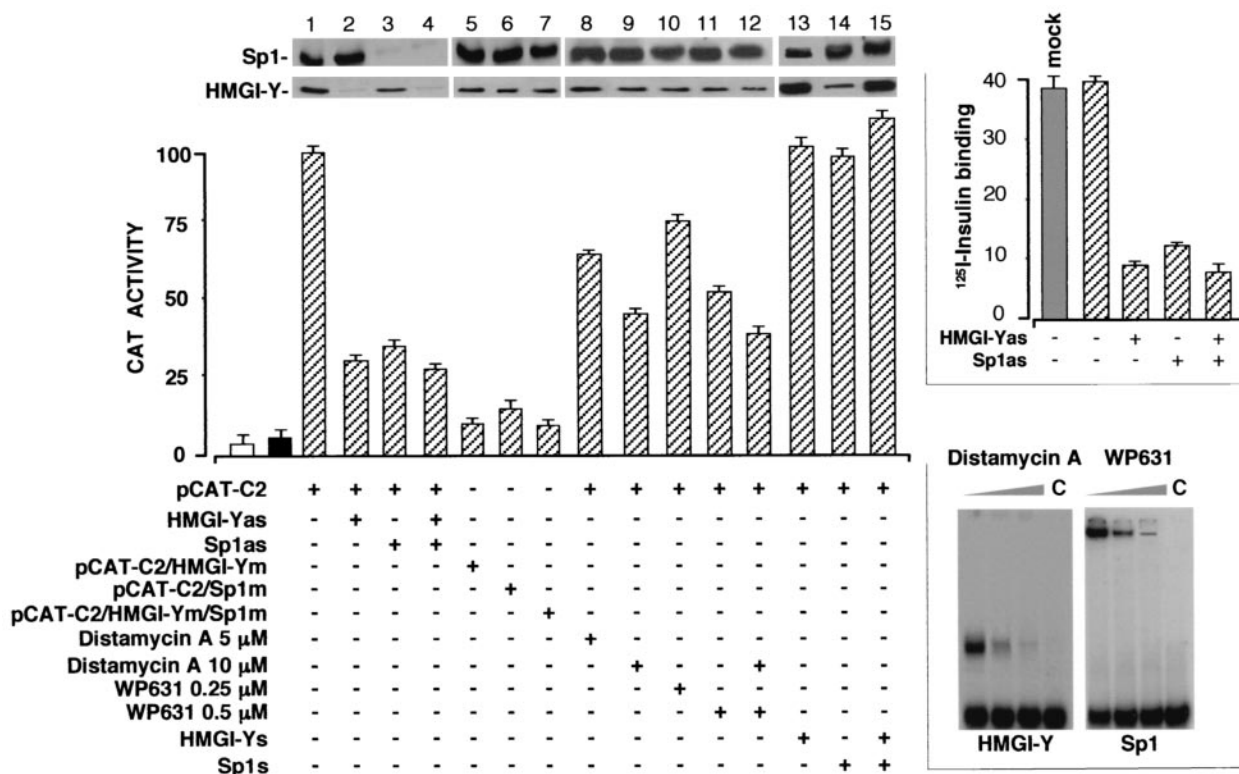 1 2 3 4 5 6 7 8 9 10 11 12 13 14 15
Sp1-
HMGI-Y-
CAT ACTIVITY
100
75
50
25
0
pCAT-C2 + + + + - - - + + + + + + + +
HMGI-Yas - + - + - - - - - - - - - - -
Sp1as - - + + - - - - - - - - - - -
pCAT-C2/HMGI-Ym - - - - + - - - - - - - - - -
pCAT-C2/Sp1m - - - - - + - - - - - - - - -
pCAT-C2/HMGI-Ym/Sp1m - - - - - - + - - - - - - - -
Distamycin A 5 μM - - - - - - - + - - - - - - -
Distamycin A 10 μM - - - - - - - - + - - + - - -
WP631 0.25 μM - - - - - - - - - + - - - - -
WP631 0.5 μM - - - - - - - - - - + + - - -
HMGI-Ys - - - - - - - - - - - - + - +
Sp1s - - - - - - - - - - - - - + +
mock
125I-Insulin binding
40
30
20
10
0
HMGI-Yas - - + - +
Sp1as - - - + +
Distamycin A WP631
C C
HMGI-Y Sp1